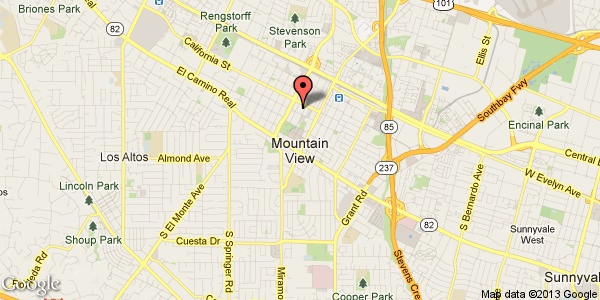 Briones Park
Rengstorff
Park
Stevenson
Park
101
82
California St
El Camino Real
Ellis St
Southbay Fwy
85
Encinal Park
Mountain
View
Los Altos
Almond Ave
237
Central E
W Evelyn Ave
Lincoln Park
S El Monte Ave
S Springer Rd
Grant Rd
S Bernardo Ave
82
Shoup Park
Cuesta Dr
Sunnyvale
West
Miramo
Stevens Cre
Cooper Park
Sunnyval
Google
Map data ©2013 Google